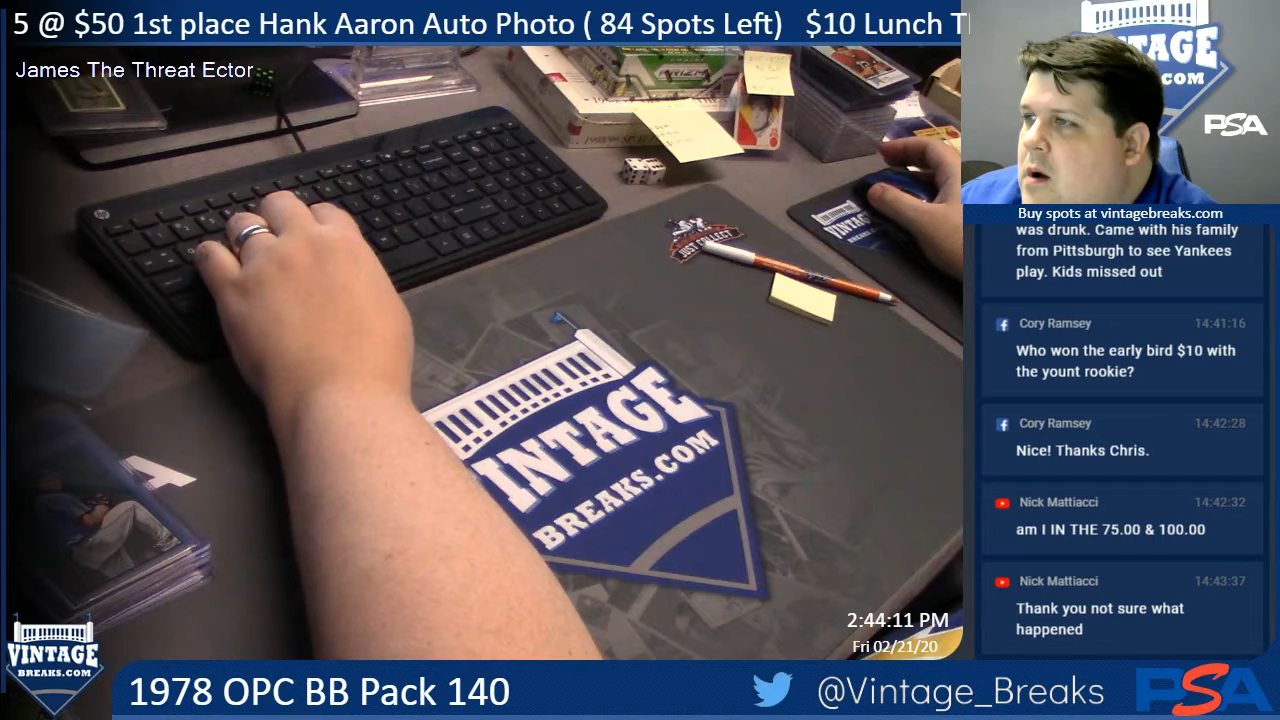 5 @ $50 1st place Hank Aaron Auto Photo ( 84 Spots Left) $10 Lunch T
James The Threat Ector
VINTAGE
.COM
PSA
Buy spots at vintagebreaks.com
was drunk. Came with his family
from Pittsburgh to see Yankees
play. Kids missed out
Cory Ramsey 14:41:16
Who won the early bird $10 with
the yount rookie?
Cory Ramsey 14:42:28
Nice! Thanks Chris.
Nick Mattiacci 14:42:32
am I IN THE 75.00 & 100.00
Nick Mattiacci 14:43:37
Thank you not sure what
happened
hp
JUST COLLECT
VINTAGE
VINTAGE
BREAKS.COM
2:44:11 PM
Fri 02/21/20
VINTAGE
BREAKS.COM
1978 OPC BB Pack 140
@Vintage_Breaks
PSA